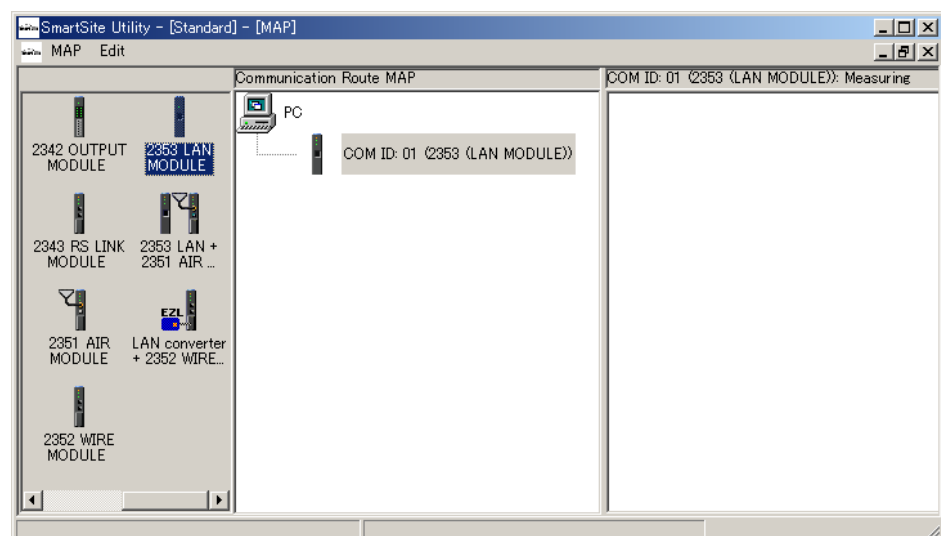 SmartSite Utility - [Standard] - [MAP]
MAP Edit
Communication Route MAP
COM ID: 01 (2353 (LAN MODULE)): Measuring
2342 OUTPUT
MODULE
2353 LAN
MODULE
2343 RS LINK
MODULE
2353 LAN +
2351 AIR ...
2351 AIR
MODULE
EZL
LAN converter
+ 2352 WIRE...
2352 WIRE
MODULE
PC
COM ID: 01 (2353 (LAN MODULE))